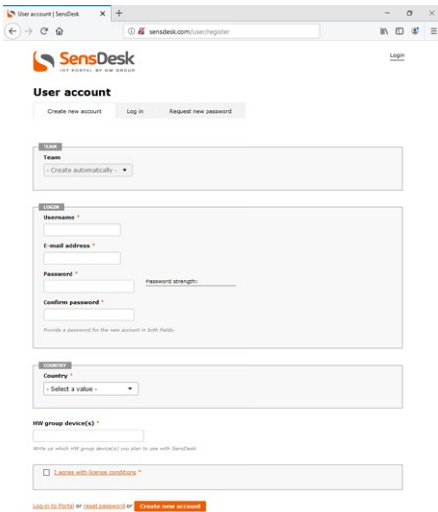 User account | SensDesk
sensdesk.com/user/register
SensDesk
IOT PORTAL BY HW GROUP
Login
User account
Create new account
Log in
Request new password
TEAM
Team
- Create automatically -
LOGIN
Username *
E-mail address *
Password *
Password strength:
Confirm password *
Provide a password for the new account in both fields.
COUNTRY
Country *
- Select a value -
HW group device(s) *
Write us which HW group device(s) you plan to use with SensDesk.
I agree with license conditions *
Log-in to Portal or reset password or Create new account